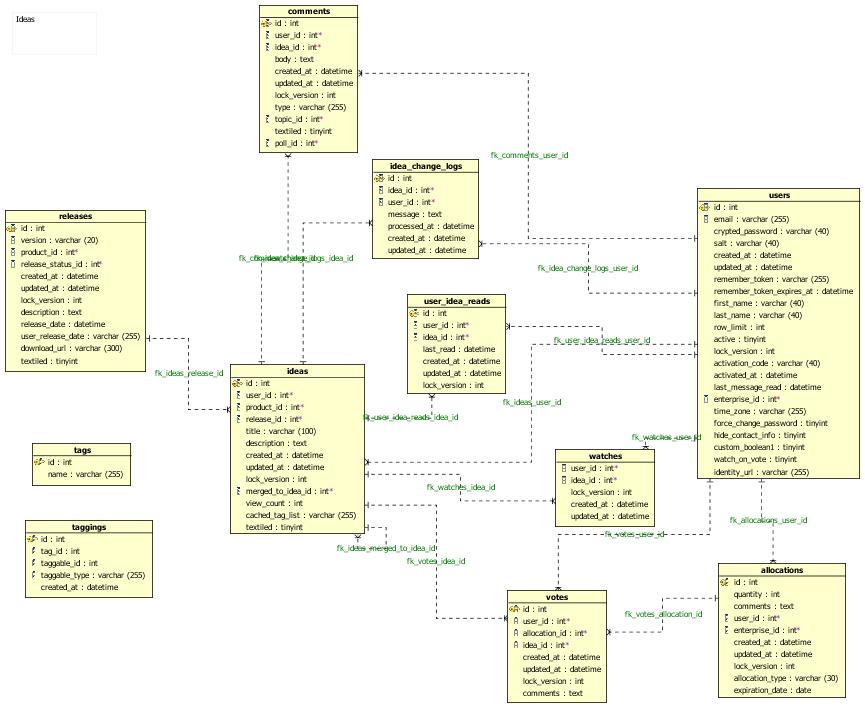 Ideas
comments
id : int
user_id : int*
idea_id : int*
body : text
created_at : datetime
updated_at : datetime
lock_version : int
type : varchar (255)
topic_id : int*
textiled : tinyint
poll_id : int*
fk_comments_user_id
idea_change_logs
id : int
idea_id : int*
user_id : int*
message : text
processed_at : datetime
created_at : datetime
updated_at : datetime
fk_idea_change_logs_user_id
users
id : int
email : varchar (255)
crypted_password : varchar (40)
salt : varchar (40)
created_at : datetime
updated_at : datetime
remember_token : varchar (255)
remember_token_expires_at : datetime
first_name : varchar (40)
last_name : varchar (40)
row_limit : int
active : tinyint
lock_version : int
activation_code : varchar (40)
activated_at : datetime
last_message_read : datetime
enterprise_id : int*
time_zone : varchar (255)
force_change_password : tinyint
hide_contact_info : tinyint
custom_boolean1 : tinyint
watch_on_vote : tinyint
identity_url : varchar (255)
releases
id : int
version : varchar (20)
product_id : int*
release_status_id : int*
created_at : datetime
updated_at : datetime
lock_version : int
description : text
release_date : datetime
user_release_date : varchar (255)
download_url : varchar (300)
textiled : tinyint
fk_ideas_release_id
user_idea_reads
id : int
user_id : int*
idea_id : int*
last_read : datetime
created_at : datetime
updated_at : datetime
lock_version : int
fk_user_idea_reads_user_id
fk_ideas_user_id
fk_user_idea_reads_idea_id
ideas
id : int
user_id : int*
product_id : int*
release_id : int*
title : varchar (100)
description : text
created_at : datetime
updated_at : datetime
lock_version : int
merged_to_idea_id : int*
view_count : int
cached_tag_list : varchar (255)
textiled : tinyint
fk_ideas_merged_to_idea_id
fk_watches_user_id
fk_watches_idea_id
watches
user_id : int*
idea_id : int*
lock_version : int
created_at : datetime
updated_at : datetime
tags
id : int
name : varchar (255)
taggings
id : int
tag_id : int
taggable_id : int
taggable_type : varchar (255)
created_at : datetime
fk_votes_idea_id
fk_votes_user_id
fk_allocations_user_id
votes
id : int
user_id : int*
allocation_id : int*
idea_id : int*
created_at : datetime
updated_at : datetime
lock_version : int
comments : text
fk_votes_allocation_id
allocations
id : int
quantity : int
comments : text
user_id : int*
enterprise_id : int*
created_at : datetime
updated_at : datetime
lock_version : int
allocation_type : varchar (30)
expiration_date : date